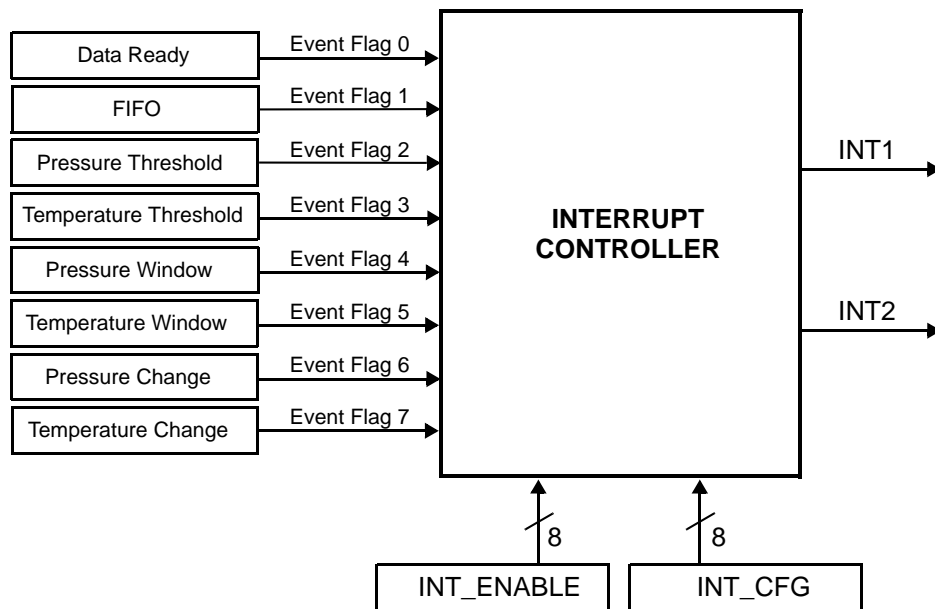 Data Ready
Event Flag 0
FIFO
Event Flag 1
Pressure Threshold
Event Flag 2
Temperature Threshold
Event Flag 3
Pressure Window
Event Flag 4
Temperature Window
Event Flag 5
Pressure Change
Event Flag 6
Temperature Change
Event Flag 7
INTERRUPT
CONTROLLER
INT1
INT2
8
8
INT_ENABLE
INT_CFG